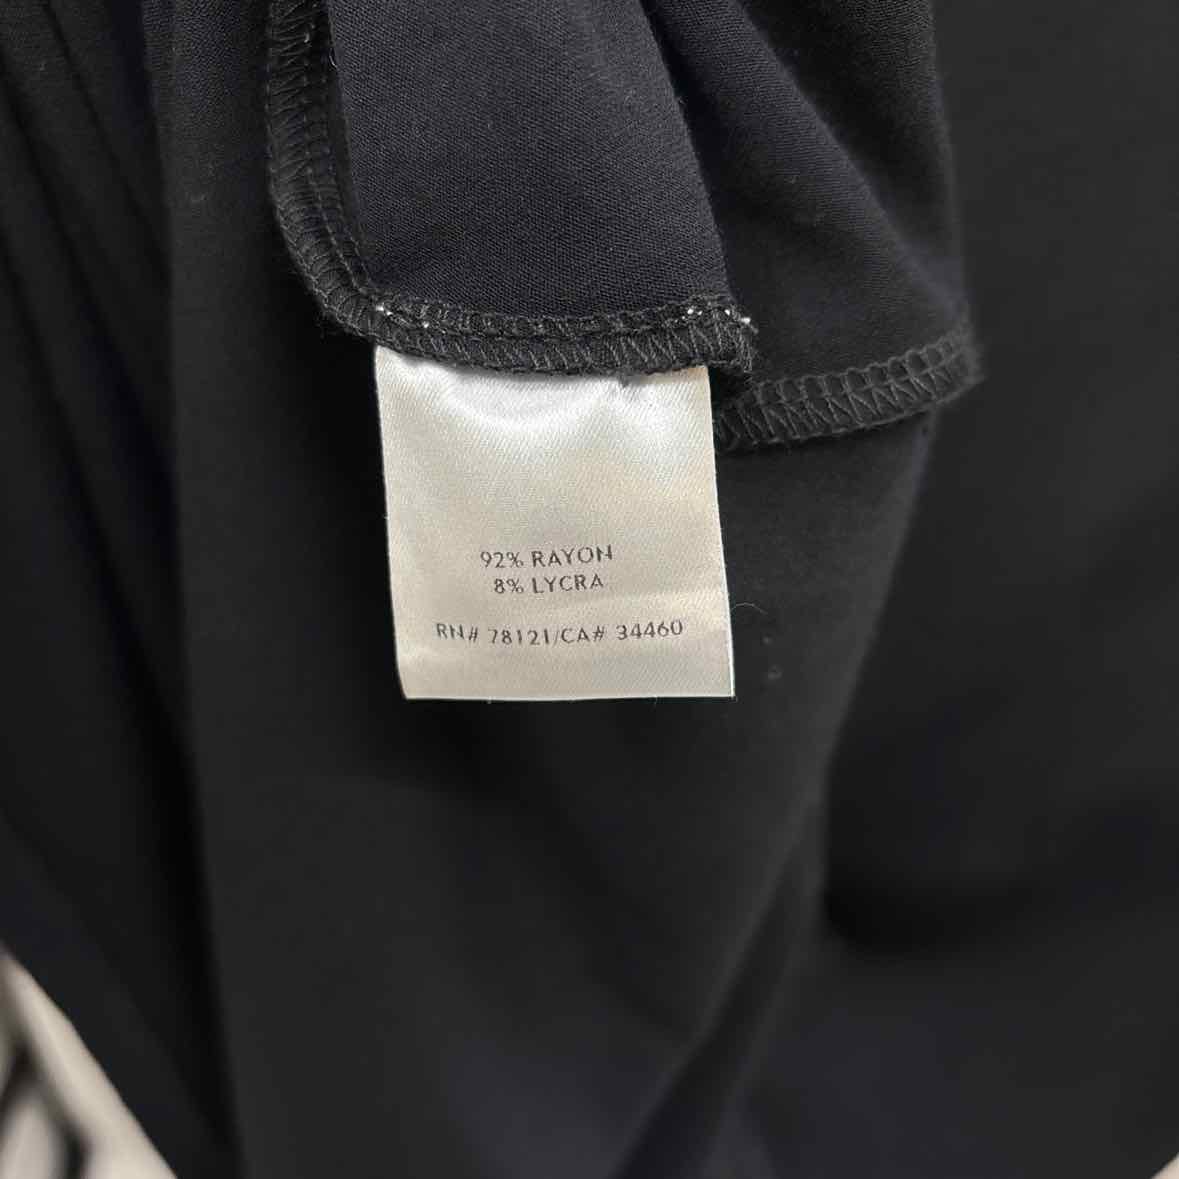 92% RAYON
8% LYCRA
RN# 78121/CA# 34460